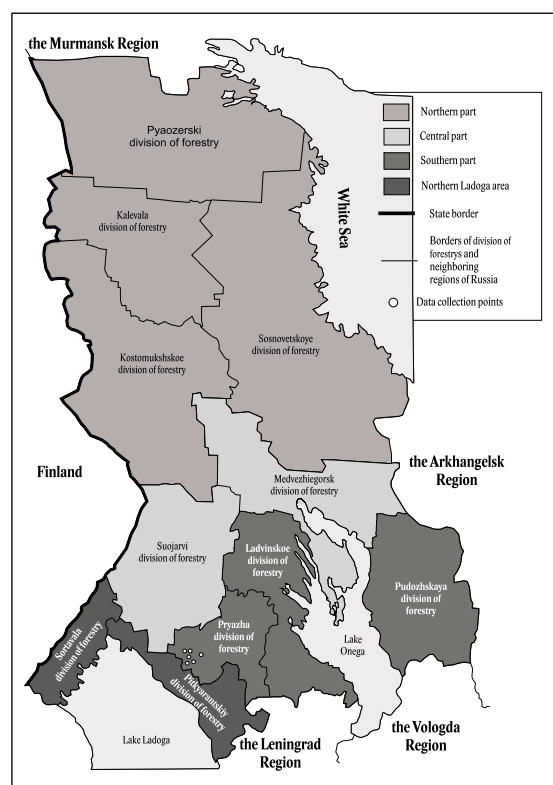 the Murmansk Region
Pyaozerski
division of forestry
Northern part
Central part
Southern part
Northern Ladoga area
State border
Borders of division of
forestrys and
neighboring
regions of Russia
Data collection points
White Sea
Kalevala
division of forestry
Sosnovetskoye
division of forestry
Kostomukshskoe
division of forestry
Finland
the Arkhangelsk
Region
Medvezhiegorsk
division of forestry
Suojarvi
division of forestry
Ladvinskoe
division of
forestry
Pudozhskaya
division of
forestry
Sortavala
division of forestry
Pryazha
division of
forestry
Lake
Onega
Pitkyarantskiy
division of forestry
Lake Ladoga
the Leningrad
Region
the Vologda
Region